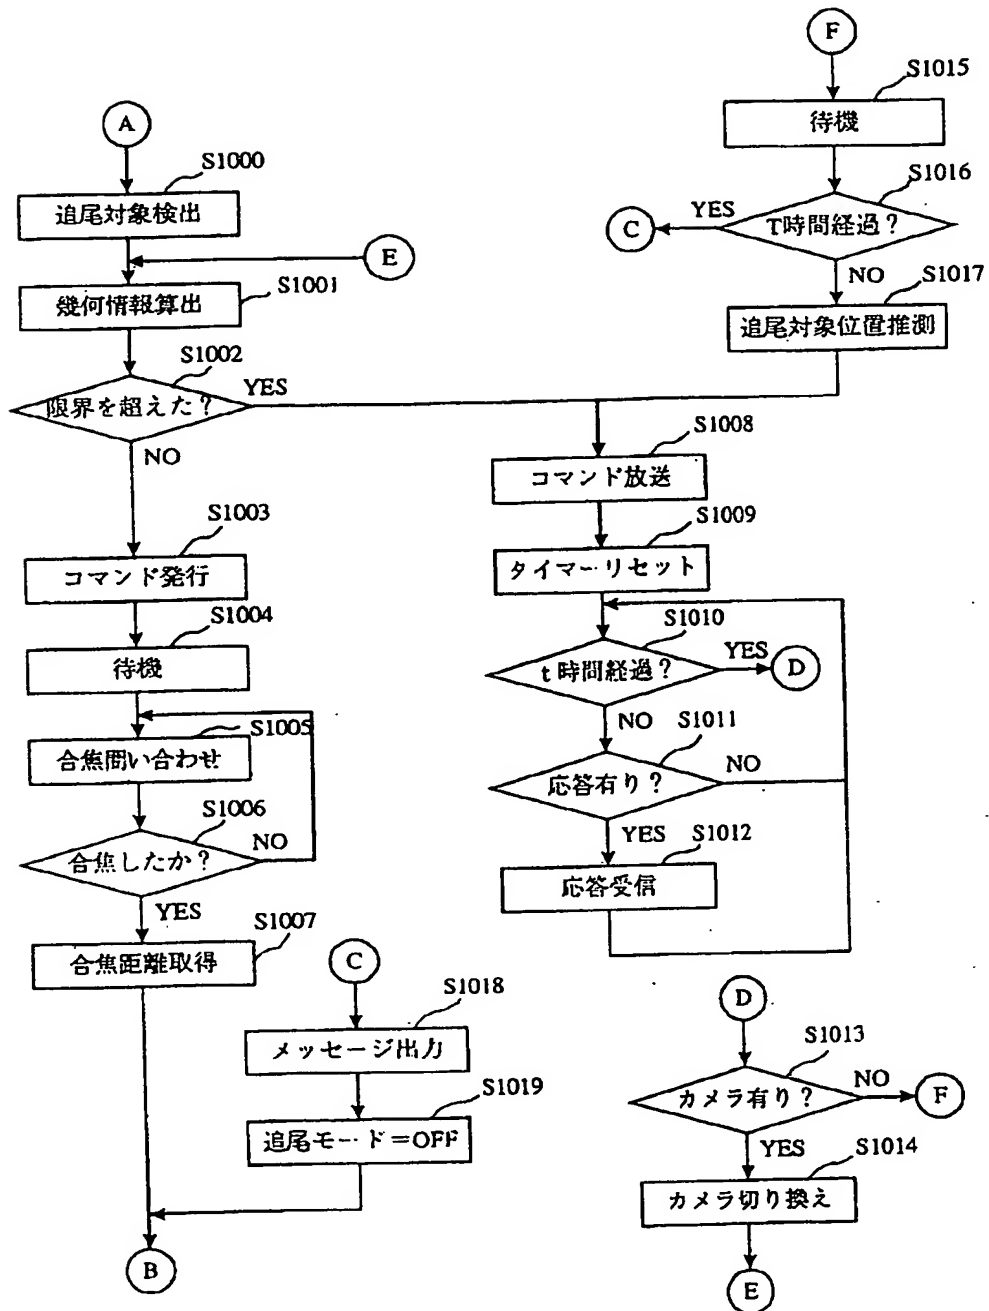 A
S1000
追尾対象検出
E
S1001
幾何情報算出
S1002
限界を超えた？
YES
NO
S1003
コマンド発行
S1004
待機
S1005
合焦問い合わせ
S1006
合焦したか？
NO
YES
S1007
合焦距離取得
C
S1018
メッセージ出力
S1019
追尾モード＝OFF
B
F
S1015
待機
S1016
T時間経過？
YES
C
NO
S1017
追尾対象位置推測
S1008
コマンド放送
S1009
タイマーリセット
S1010
t時間経過？
YES
D
NO
S1011
応答有り？
NO
YES
S1012
応答受信
D
S1013
カメラ有り？
NO
F
YES
S1014
カメラ切り換え
E